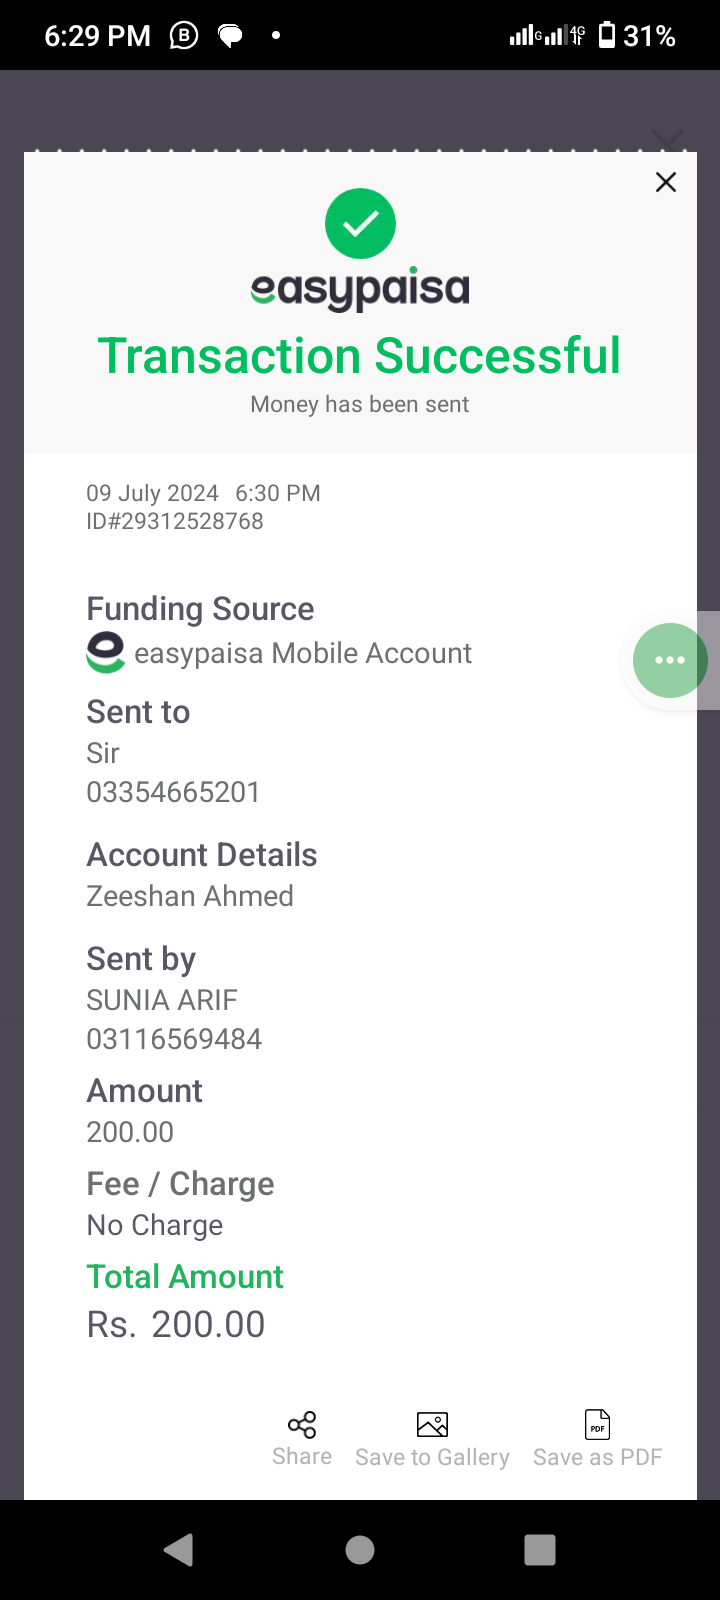 6:29 PM
G 4G 31%
easypaisa
Transaction Successful
Money has been sent
09 July 2024 6:30 PM
ID#29312528768
Funding Source
easypaisa Mobile Account
Sent to
Sir
03354665201
Account Details
Zeeshan Ahmed
Sent by
SUNIA ARIF
03116569484
Amount
200.00
Fee / Charge
No Charge
Total Amount
Rs. 200.00
PDF
Share Save to Gallery Save as PDF